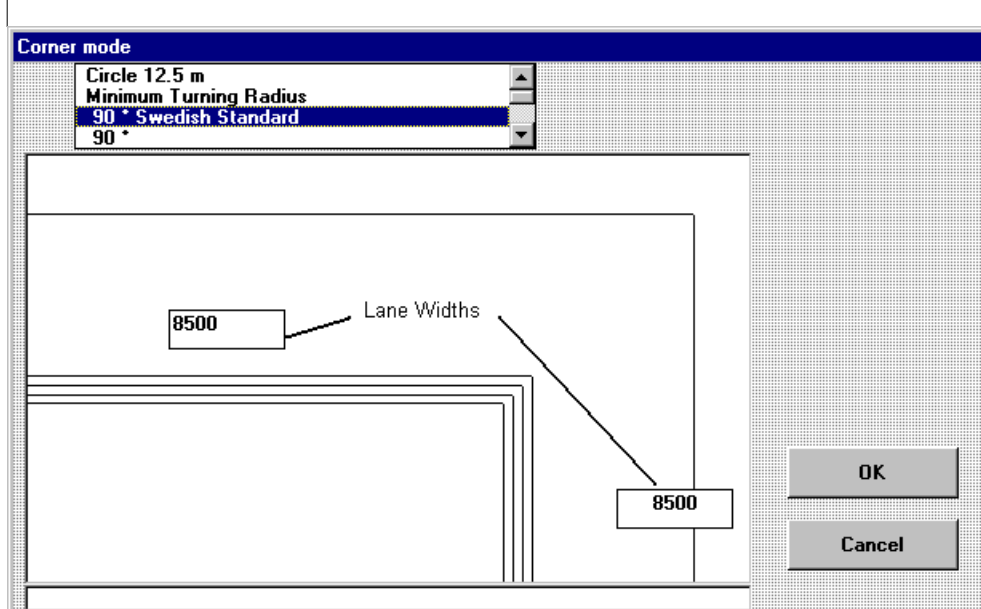 Corner mode
Circle 12.5 m
Minimum Turning Radius
90 ° Swedish Standard
90 °
8500
Lane Widths
8500
OK
Cancel